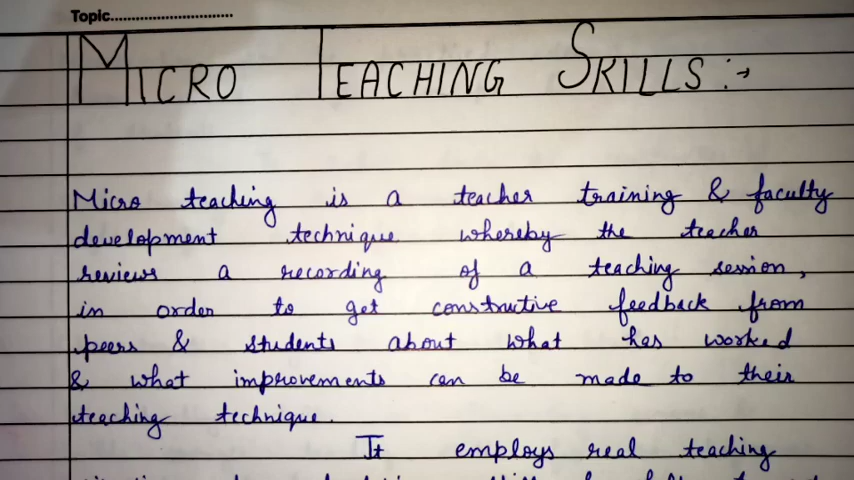 Topic..............................
MICRO TEACHING SKILLS :→
Micro teaching is a teacher training & faculty
development technique whereby the teacher
reviews a recording of a teaching session,
in order to get constructive feedback from
peers & students about what has worked
& what improvements can be made to their
teaching technique.
It employs real teaching